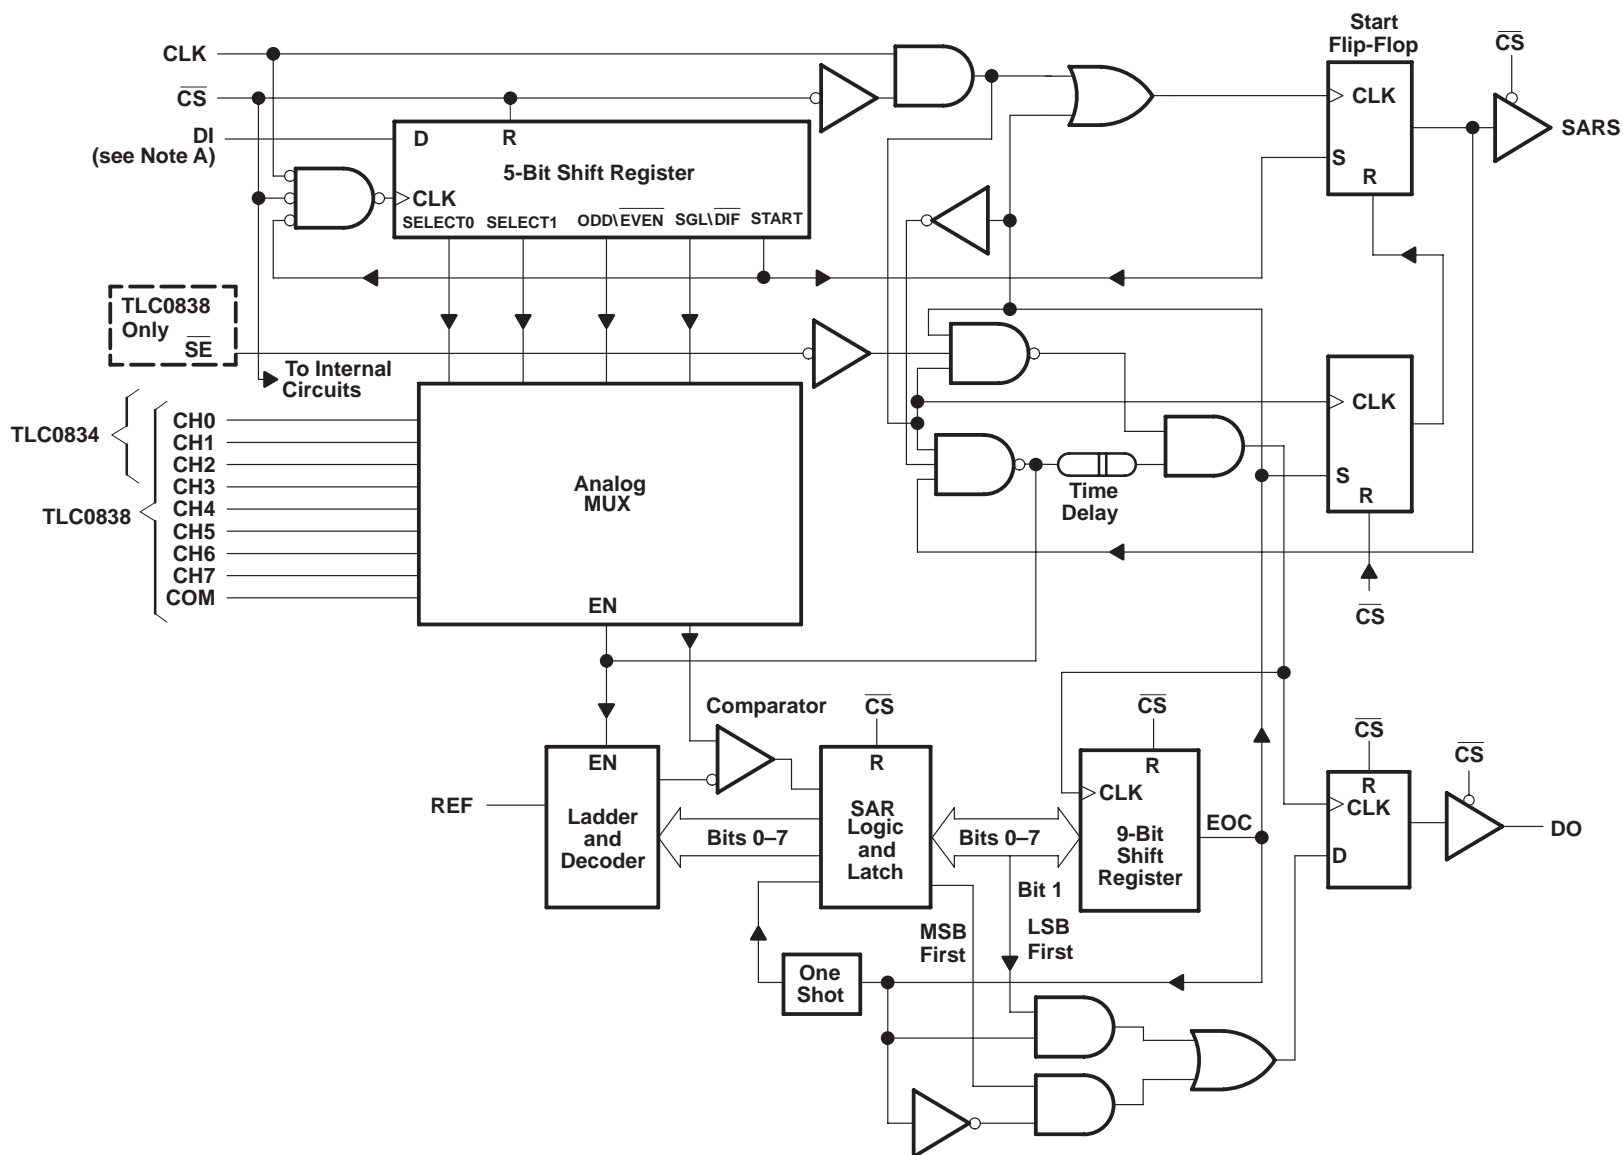 Start
Flip-Flop
CLK
CS
CS
CLK
DI
(see Note A)
D
R
SARS
5-Bit Shift Register
S
CLK
R
SELECT0
SELECT1
ODD\EVEN
SGL\DIF
START
TLC0838
Only
SE
To Internal
Circuits
CH0
CLK
TLC0834
CH1
CH2
CH3
Analog
MUX
Time
Delay
S
R
TLC0838
CH4
CH5
CH6
CH7
COM
EN
CS
Comparator
CS
CS
CS
CS
EN
R
R
R
CLK
CLK
REF
Ladder
and
Decoder
Bits 0–7
SAR
Logic
and
Latch
Bits 0–7
9-Bit
Shift
Register
EOC
DO
D
Bit 1
MSB
First
LSB
First
One
Shot